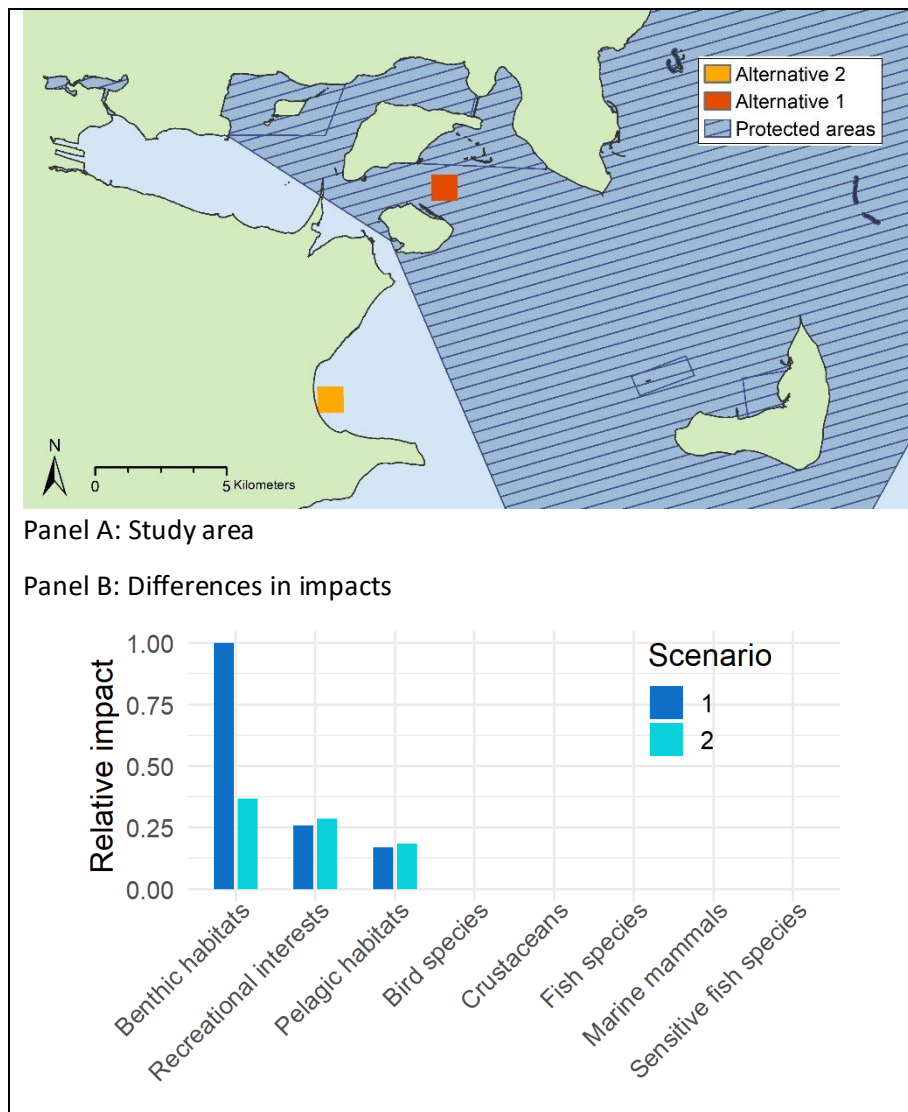 Alternative 2
Alternative 1
Protected areas
N
0
5 Kilometers
Panel A: Study area
Panel B: Differences in impacts
Relative impact
1.00
0.75
0.50
0.25
0.00
Scenario
1
2
Benthic habitats
Recreational interests
Pelagic habitats
Bird species
Crustaceans
Fish species
Marine mammals
Sensitive fish species